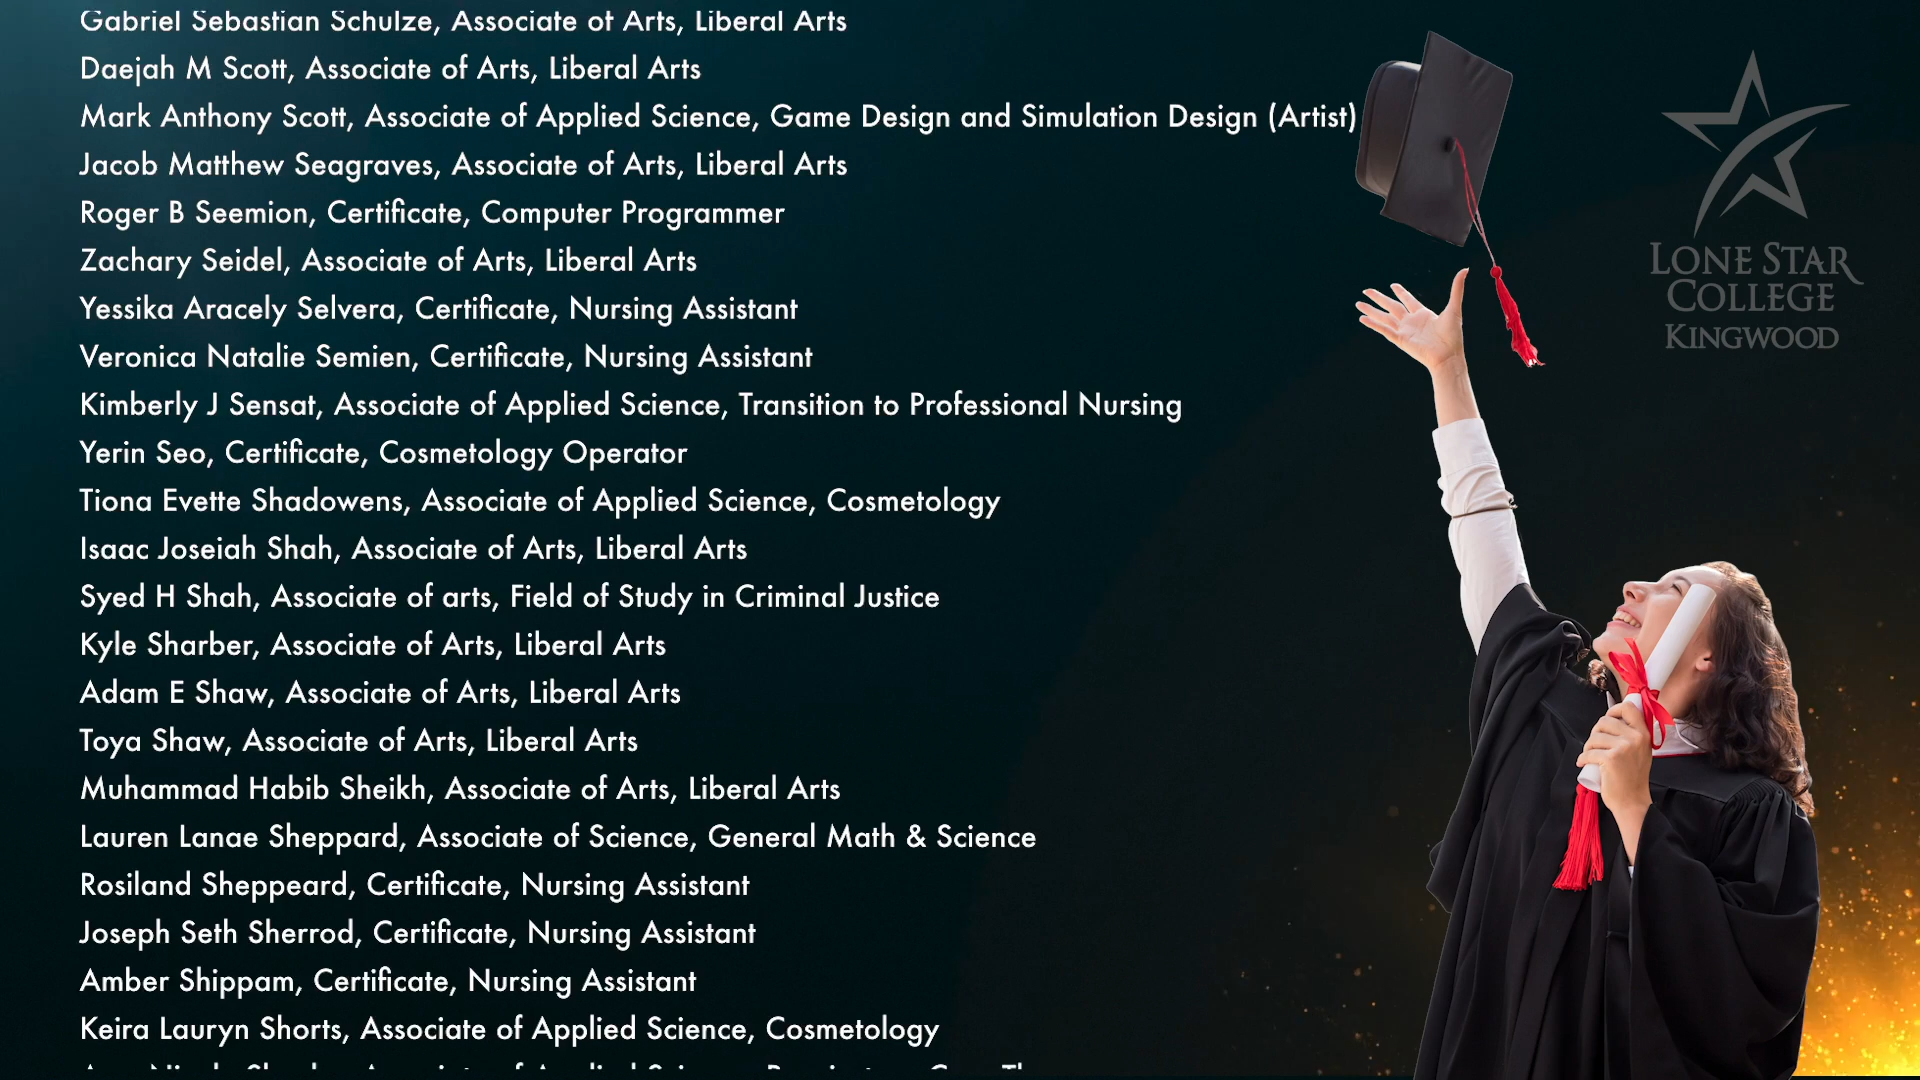 Gabriel Sebastian Schulze, Associate of Arts, Liberal Arts
Daejah M Scott, Associate of Arts, Liberal Arts
Mark Anthony Scott, Associate of Applied Science, Game Design and Simulation Design (Artist)
Jacob Matthew Seagraves, Associate of Arts, Liberal Arts
Roger B Seemion, Certificate, Computer Programmer
Zachary Seidel, Associate of Arts, Liberal Arts
Yessika Aracely Selvera, Certificate, Nursing Assistant
Veronica Natalie Semien, Certificate, Nursing Assistant
Kimberly J Sensat, Associate of Applied Science, Transition to Professional Nursing
Yerin Seo, Certificate, Cosmetology Operator
Tiona Evette Shadowens, Associate of Applied Science, Cosmetology
Isaac Joseiah Shah, Associate of Arts, Liberal Arts
Syed H Shah, Associate of arts, Field of Study in Criminal Justice
Kyle Sharber, Associate of Arts, Liberal Arts
Adam E Shaw, Associate of Arts, Liberal Arts
Toya Shaw, Associate of Arts, Liberal Arts
Muhammad Habib Sheikh, Associate of Arts, Liberal Arts
Lauren Lanae Sheppard, Associate of Science, General Math & Science
Rosiland Sheppeard, Certificate, Nursing Assistant
Joseph Seth Sherrod, Certificate, Nursing Assistant
Amber Shippam, Certificate, Nursing Assistant
Keira Lauryn Shorts, Associate of Applied Science, Cosmetology
LONE STAR
COLLEGE
KINGWOOD